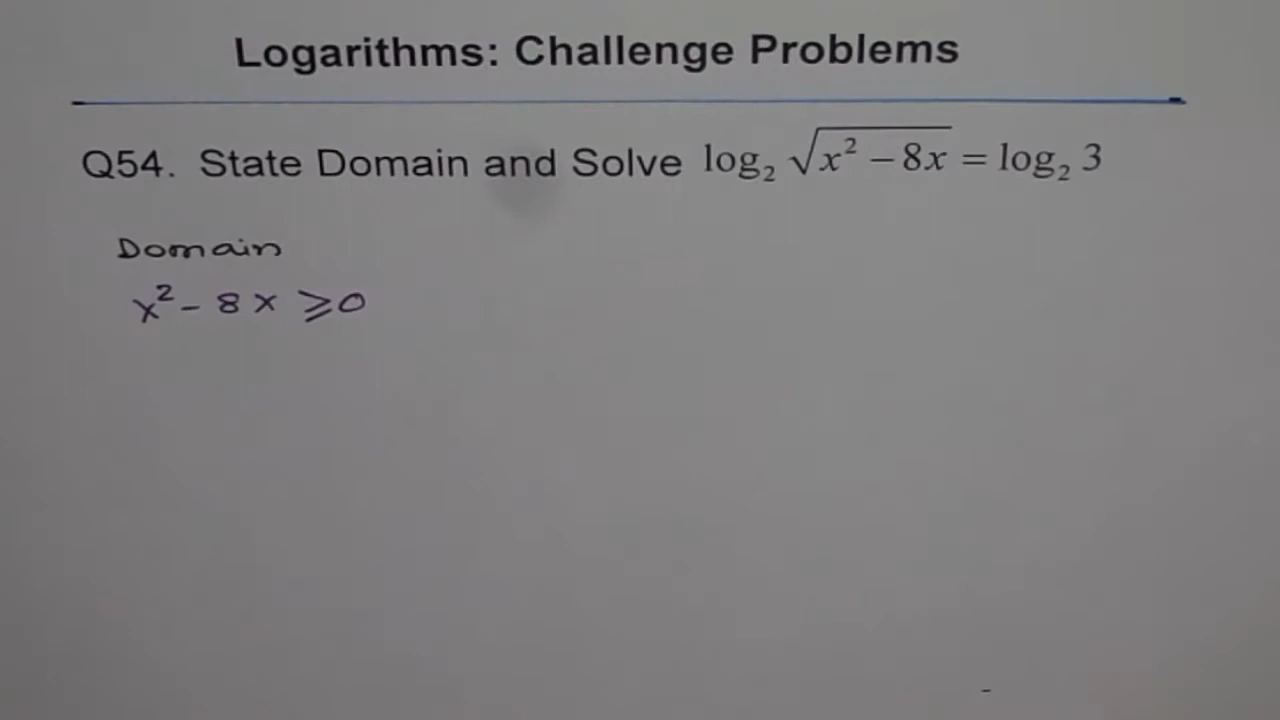 Logarithms: Challenge Problems
Q54. State Domain and Solve log₂ √(x² − 8x) = log₂ 3
Domain
x² − 8x ⩾ 0